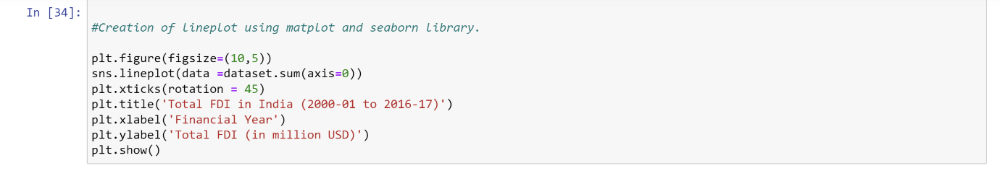 In [34]:
#Creation of lineplot using matplot and seaborn library.
plt.figure(figsize=(10,5))
sns.lineplot(data =dataset.sum(axis=0))
plt.xticks(rotation = 45)
plt.title('Total FDI in India (2000-01 to 2016-17)')
plt.xlabel('Financial Year')
plt.ylabel('Total FDI (in million USD)')
plt.show()